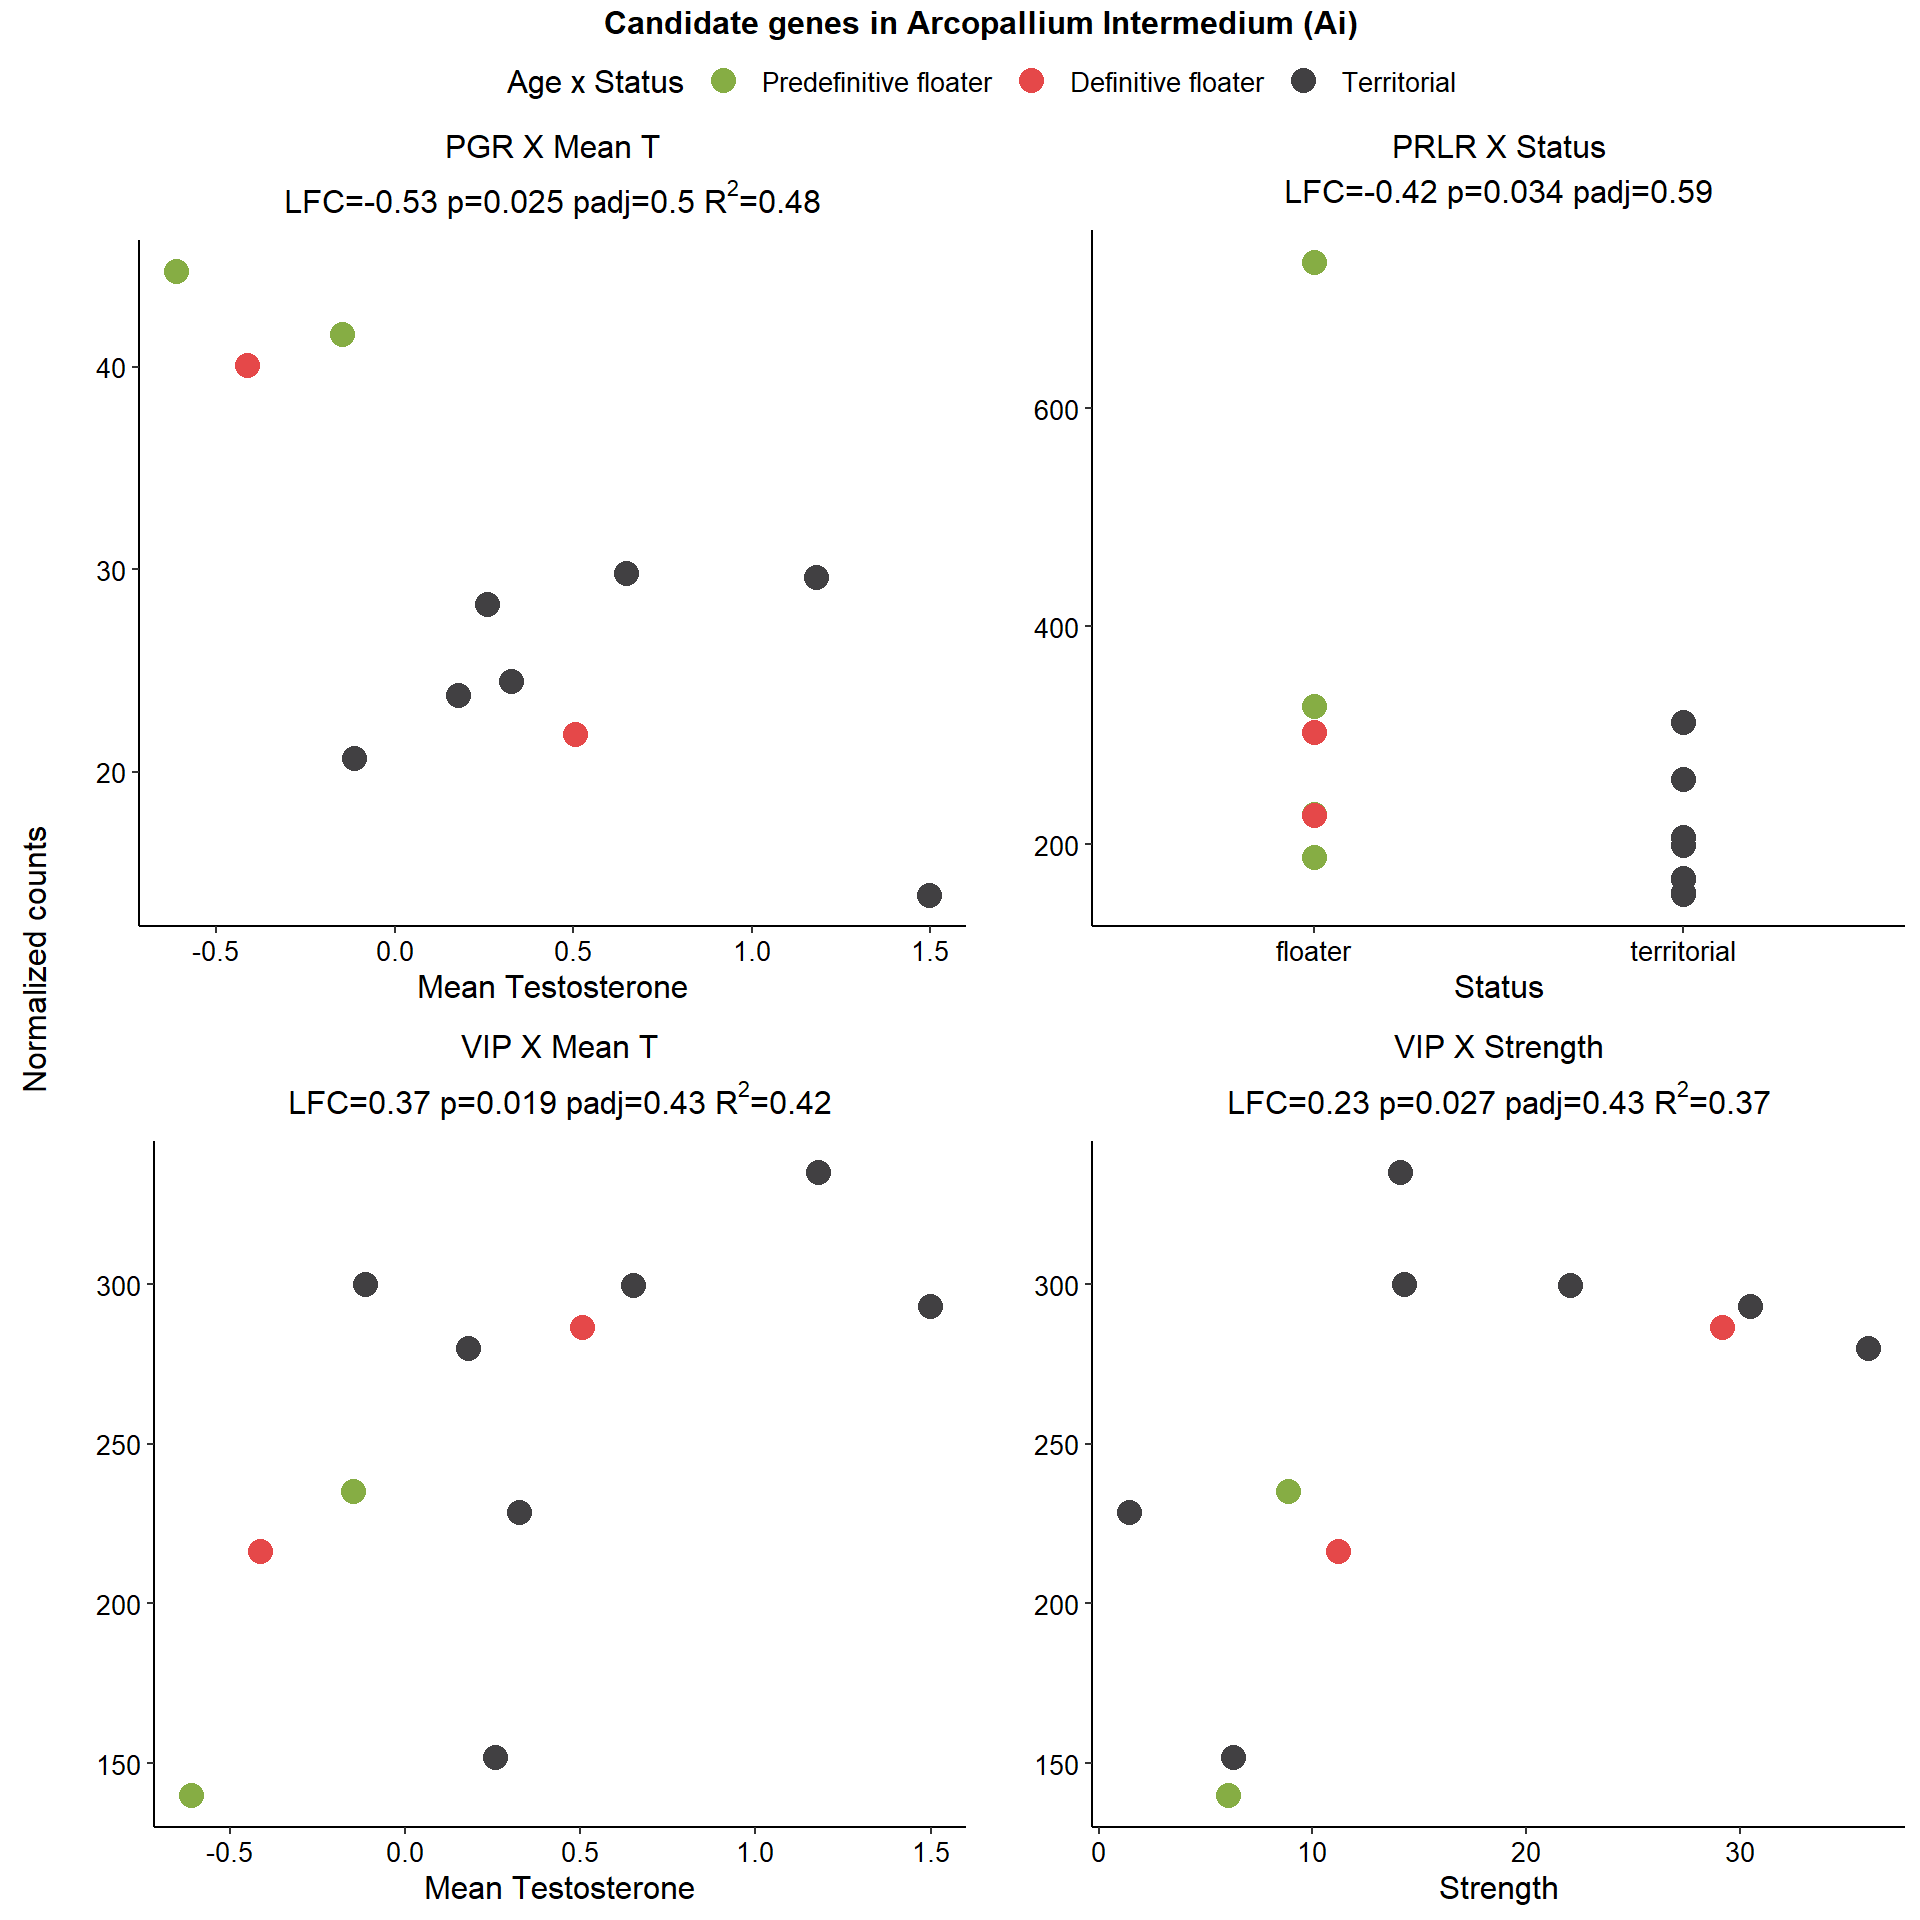 Candidate genes in Arcopallium Intermedium (Ai)
Age x Status Predefinitive floater Definitive floater Territorial
PGR X Mean T
LFC=-0.53 p=0.025 padj=0.5 R²=0.48
40
30
20
-0.5 0.0 0.5 1.0 1.5
Mean Testosterone
PRLR X Status
LFC=-0.42 p=0.034 padj=0.59
600
400
200
floater territorial
Status
Normalized counts
VIP X Mean T
LFC=0.37 p=0.019 padj=0.43 R²=0.42
300
250
200
150
-0.5 0.0 0.5 1.0 1.5
Mean Testosterone
VIP X Strength
LFC=0.23 p=0.027 padj=0.43 R²=0.37
300
250
200
150
0 10 20 30
Strength